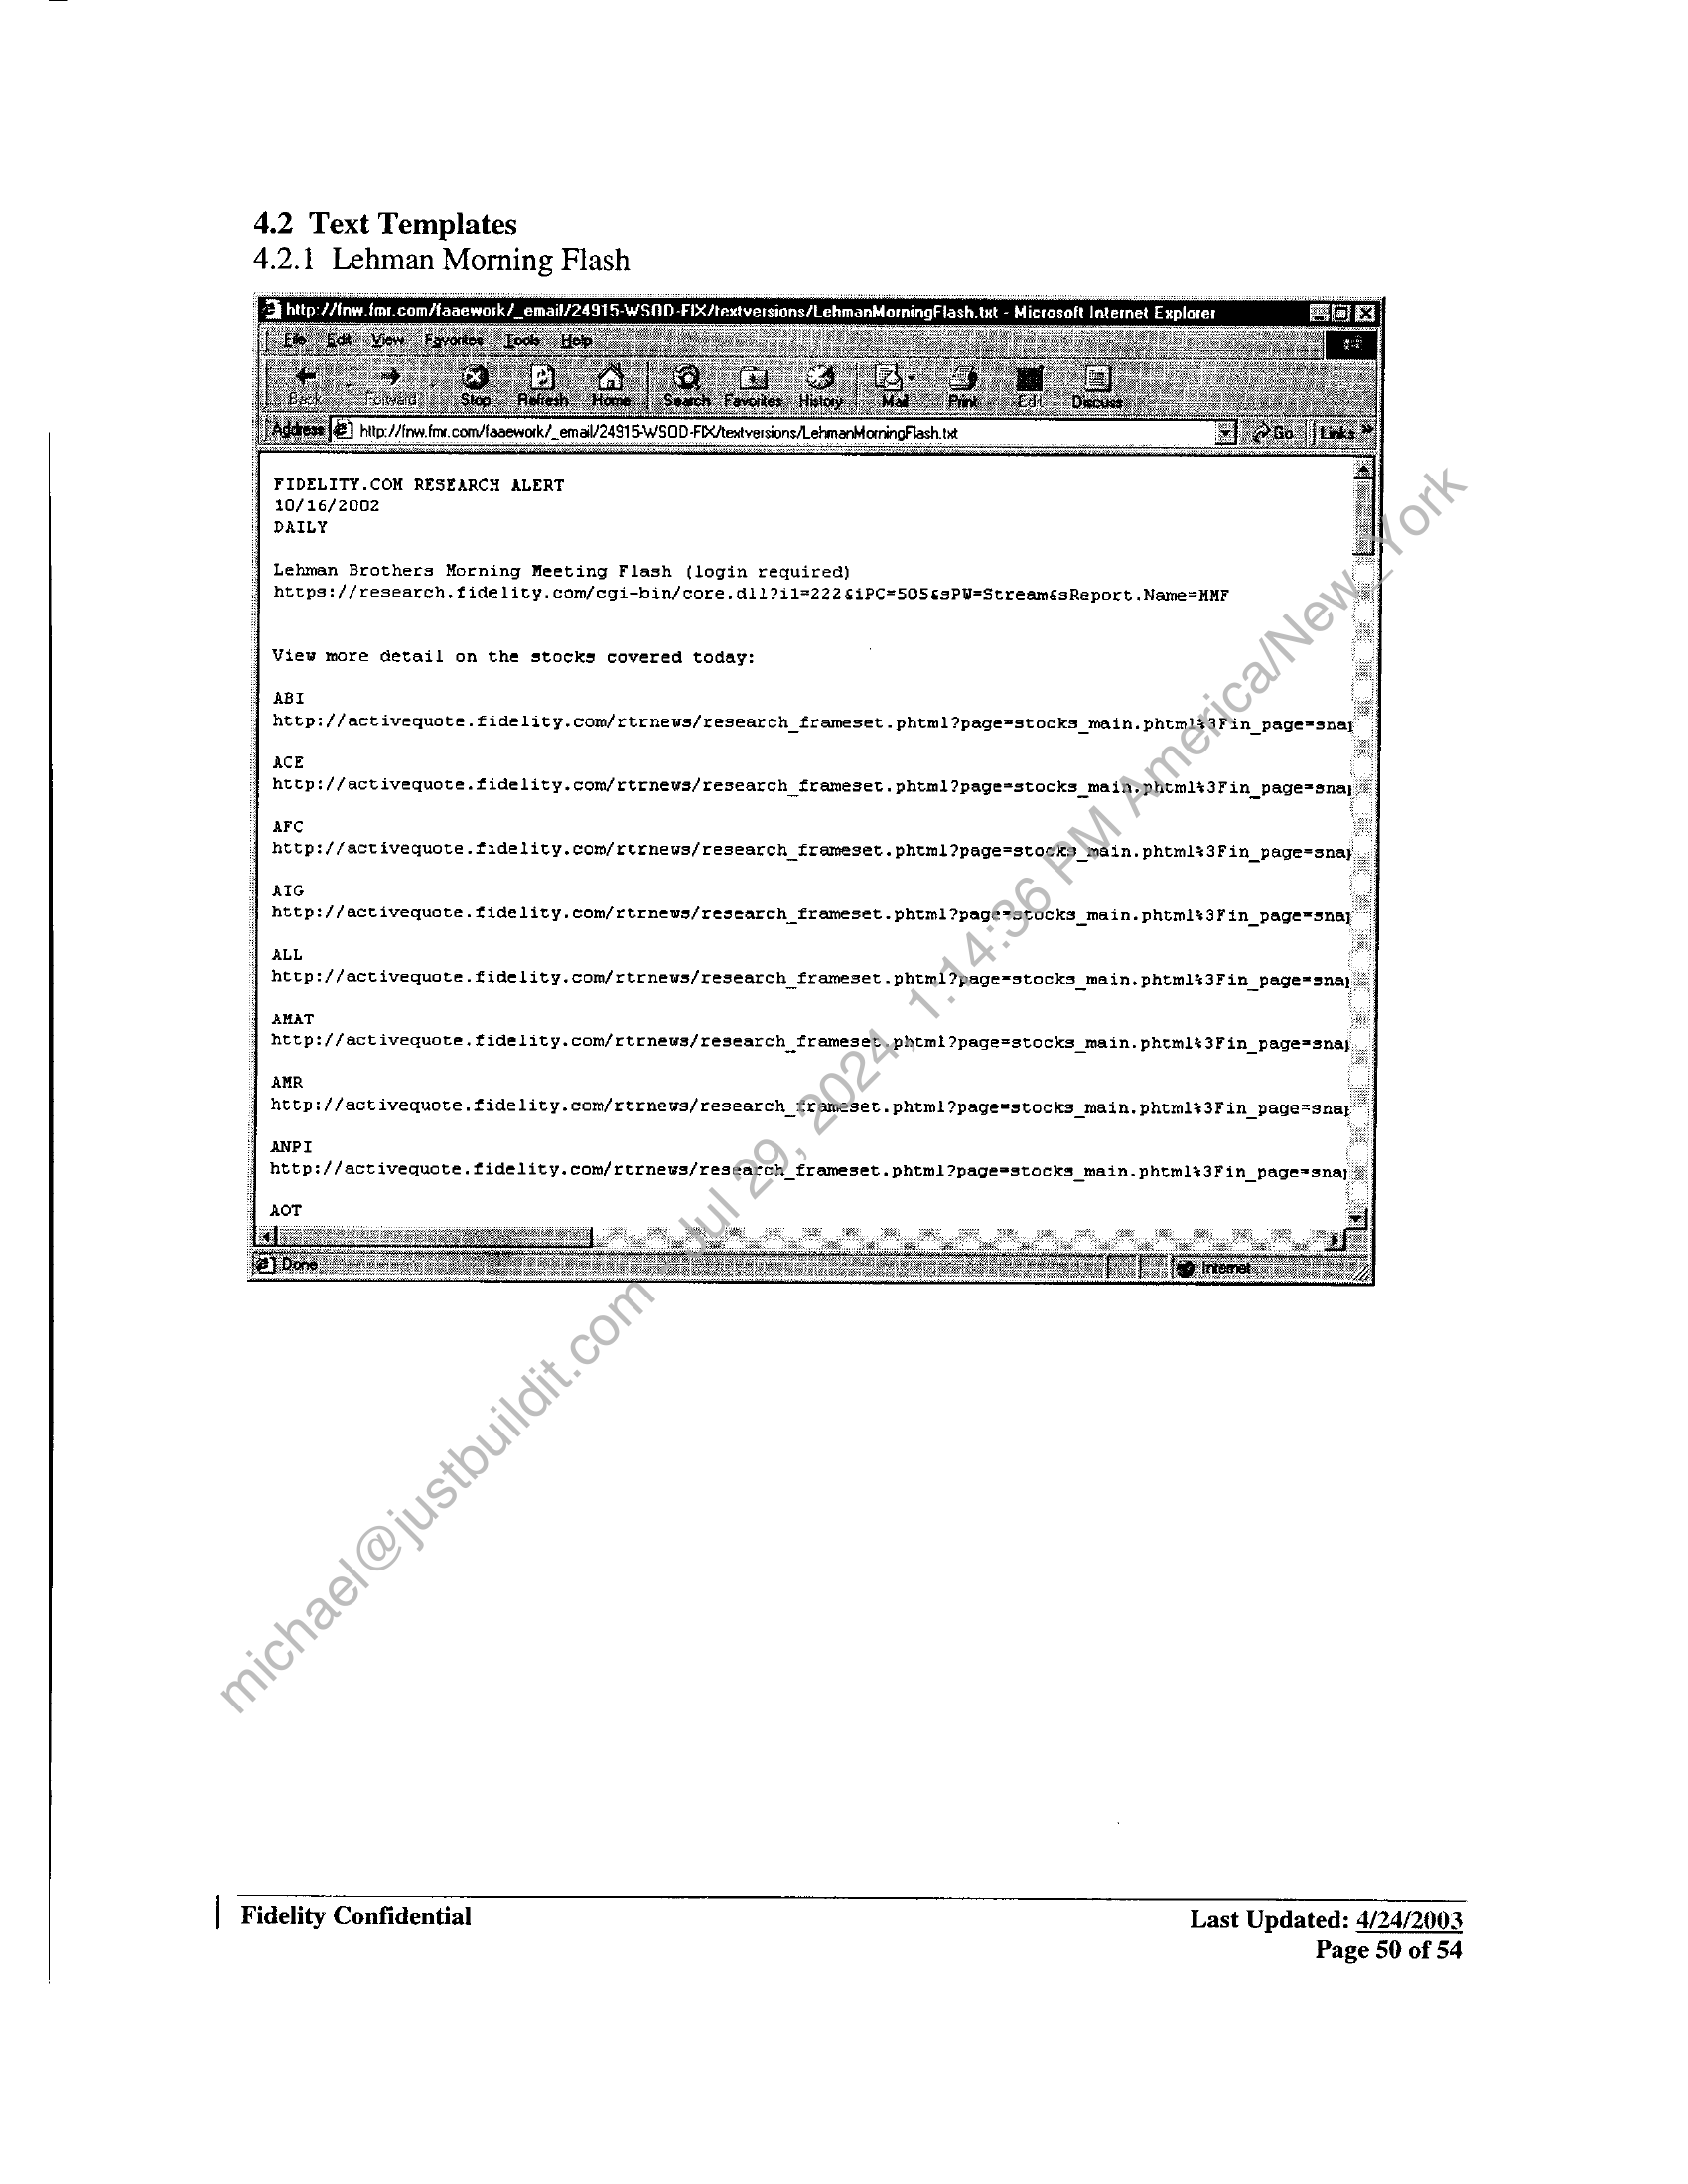 4.2 Text Templates
4.2.1 Lehman Morning Flash
http://fnw.fmr.com/faaework/_email/24915-WSOD-FIX/textversions/LehmanMorningFlash.txt - Microsoft Internet Explorer
File Edit View Favorites Tools Help
Back Forward Stop Refresh Home Search Favorites History Mail Print Edit Discuss
Address http://fnw.fmr.com/faaework/_email/24915-WSOD-FIX/textversions/LehmanMorningFlash.txt Go Links »
FIDELITY.COM RESEARCH ALERT
10/16/2002
DAILY
Lehman Brothers Morning Meeting Flash (login required)
https://research.fidelity.com/cgi-bin/core.dll?i1=222&iPC=505&sPW=Stream&sReport.Name=MMF
View more detail on the stocks covered today:
ABI
http://activequote.fidelity.com/rtrnews/research_frameset.phtml?page=stocks_main.phtml%3Fin_page=snap
ACE
http://activequote.fidelity.com/rtrnews/research_frameset.phtml?page=stocks_main.phtml%3Fin_page=snap
AFC
http://activequote.fidelity.com/rtrnews/research_frameset.phtml?page=stocks_main.phtml%3Fin_page=snap
AIG
http://activequote.fidelity.com/rtrnews/research_frameset.phtml?page=stocks_main.phtml%3Fin_page=snap
ALL
http://activequote.fidelity.com/rtrnews/research_frameset.phtml?page=stocks_main.phtml%3Fin_page=snap
AMAT
http://activequote.fidelity.com/rtrnews/research_frameset.phtml?page=stocks_main.phtml%3Fin_page=snap
AMR
http://activequote.fidelity.com/rtrnews/research_frameset.phtml?page=stocks_main.phtml%3Fin_page=snap
ANPI
http://activequote.fidelity.com/rtrnews/research_frameset.phtml?page=stocks_main.phtml%3Fin_page=snap
AOT
Done Internet
michael@justbuildit.com - Jul 29, 2024, 1:14:36 PM America/New_York
Fidelity Confidential
Last Updated: 4/24/2003
Page 50 of 54